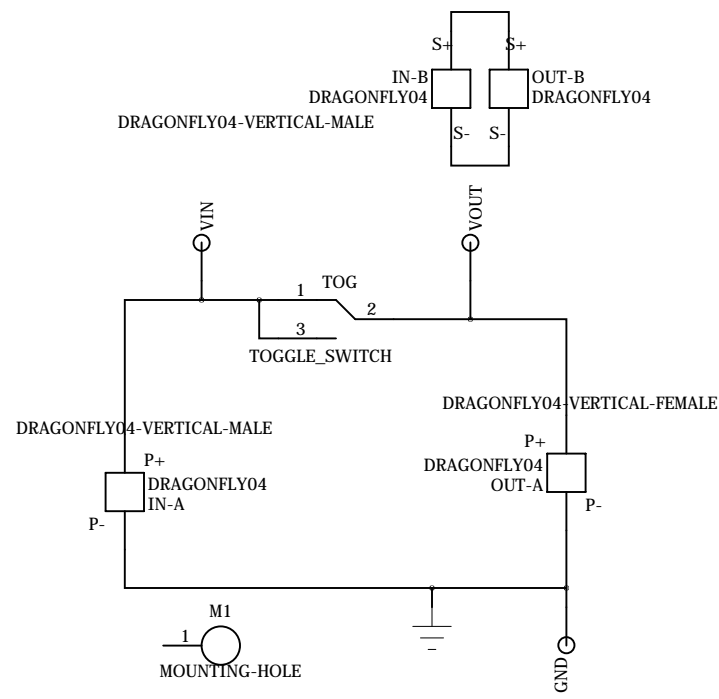 S+
S+
IN-B
OUT-B
DRAGONFLY04
DRAGONFLY04
DRAGONFLY04-VERTICAL-MALE
S-
S-
VIN
VOUT
TOG
1
2
3
TOGGLE_SWITCH
DRAGONFLY04-VERTICAL-FEMALE
DRAGONFLY04-VERTICAL-MALE
P+
DRAGONFLY04
IN-A
P-
P+
DRAGONFLY04
OUT-A
P-
M1
1
MOUNTING-HOLE
GND